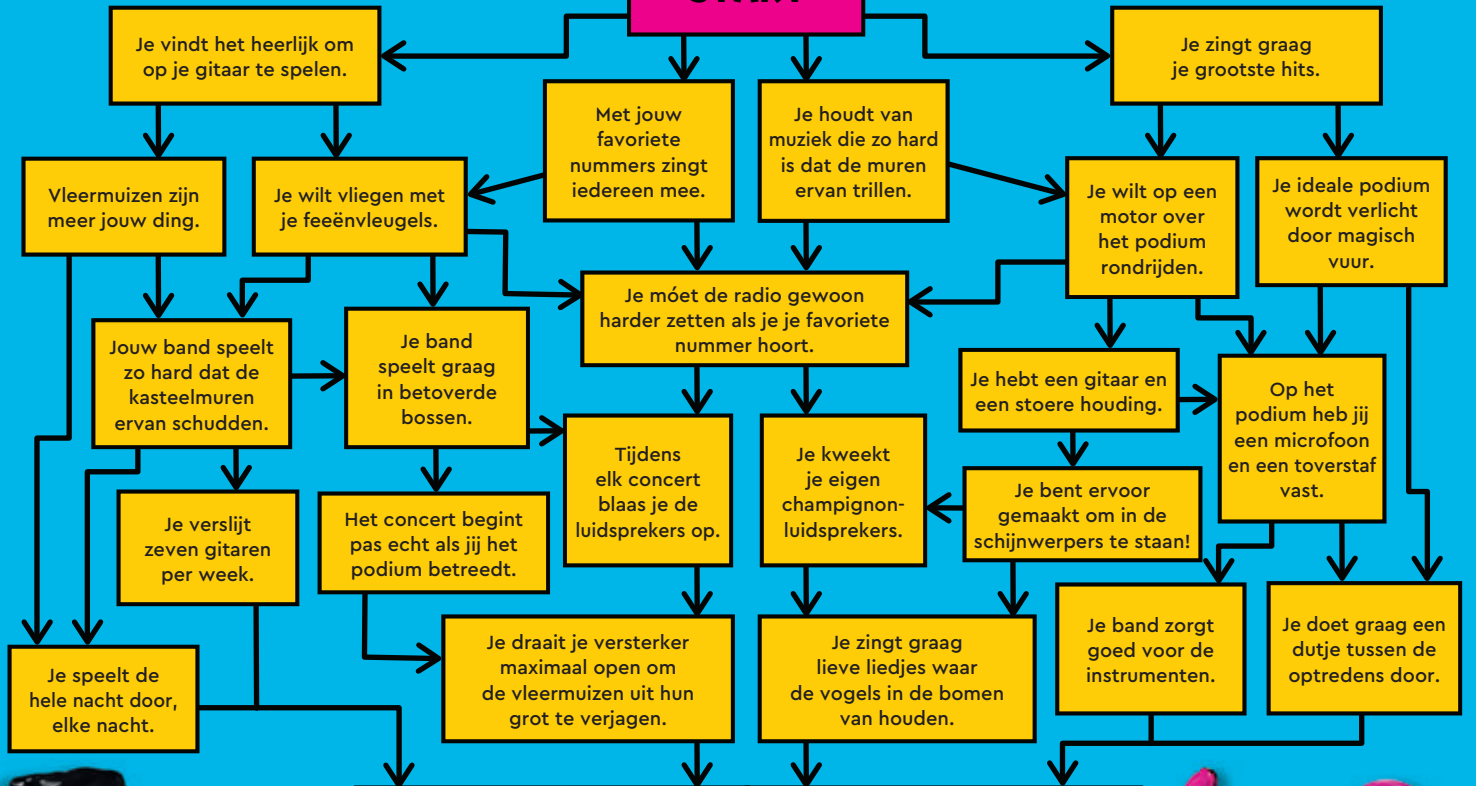 Je vindt het heerlijk om
op je gitaar te spelen.
Je zingt graag
je grootste hits.
Met jouw
favoriete
nummers zingt
iedereen mee.
Je houdt van
muziek die zo hard
is dat de muren
ervan trillen.
Vleermuizen zijn
meer jouw ding.
Je wilt vliegen met
je feeënvleugels.
Je wilt op een
motor over
het podium
rondrijden.
Je ideale podium
wordt verlicht
door magisch
vuur.
Je móet de radio gewoon
harder zetten als je je favoriete
nummer hoort.
Jouw band speelt
zo hard dat de
kasteelmuren
ervan schudden.
Je band
speelt graag
in betoverde
bossen.
Je hebt een gitaar en
een stoere houding.
Op het
podium heb jij
een microfoon
en een toverstaf
vast.
Tijdens
elk concert
blaas je de
luidsprekers op.
Je kweekt
je eigen
champignon-
luidsprekers.
Je bent ervoor
gemaakt om in de
schijnwerpers te staan!
Je verslijt
zeven gitaren
per week.
Het concert begint
pas echt als jij het
podium betreedt.
Je speelt de
hele nacht door,
elke nacht.
Je draait je versterker
maximaal open om
de vleermuizen uit hun
grot te verjagen.
Je zingt graag
lieve liedjes waar
de vogels in de bomen
van houden.
Je band zorgt
goed voor de
instrumenten.
Je doet graag een
dutje tussen de
optredens door.